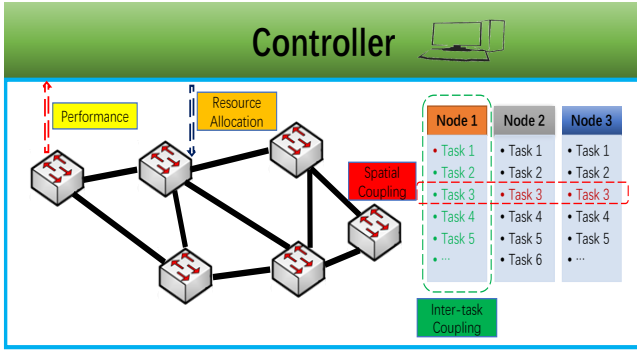 Controller
Performance
Resource
Allocation
Spatial
Coupling
Node 1
• Task 1
• Task 2
• Task 3
• Task 4
• Task 5
• ...
Node 2
• Task 1
• Task 2
• Task 3
• Task 4
• Task 5
• Task 6
Node 3
• Task 1
• Task 2
• Task 3
• Task 4
• Task 5
• ...
Inter-task
Coupling